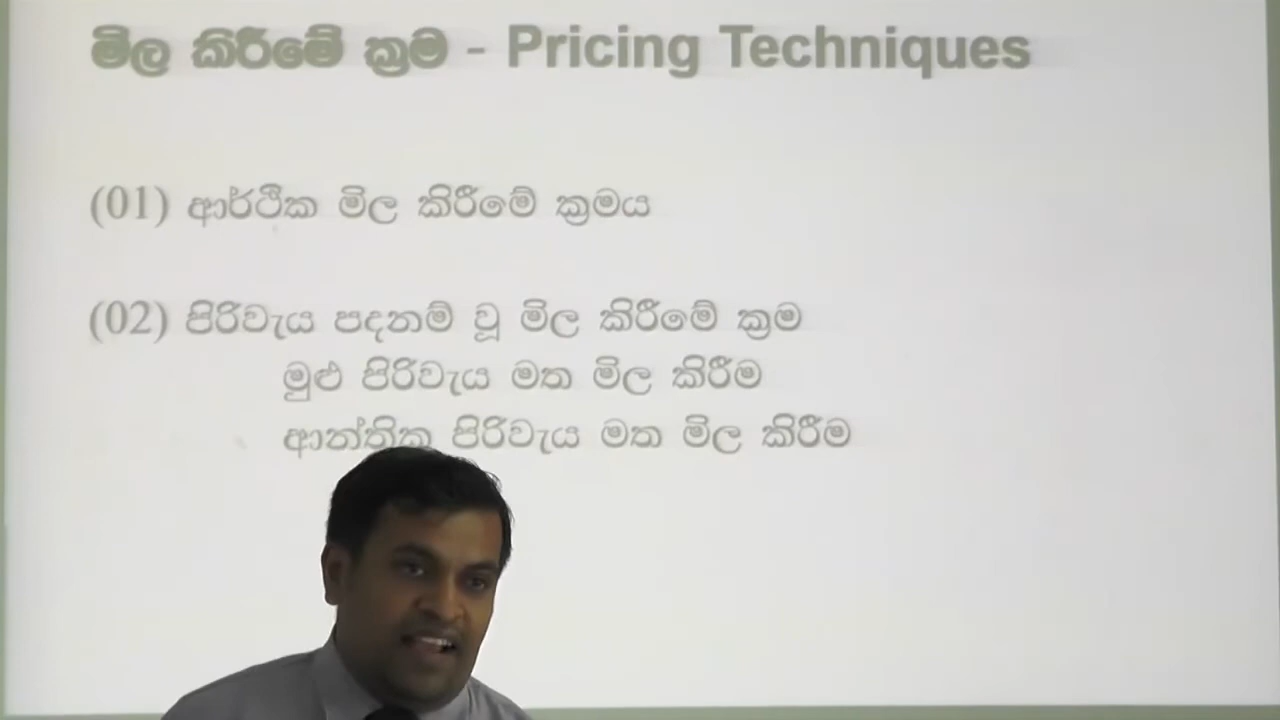 මිල කිරීමේ ක්‍රම - Pricing Techniques
(01) ආර්ථික මිල කිරීමේ ක්‍රමය
(02) පිරිවැය පදනම් වූ මිල කිරීමේ ක්‍රම
මුළු පිරිවැය මත මිල කිරීම
ආන්තික පිරිවැය මත මිල කිරීම